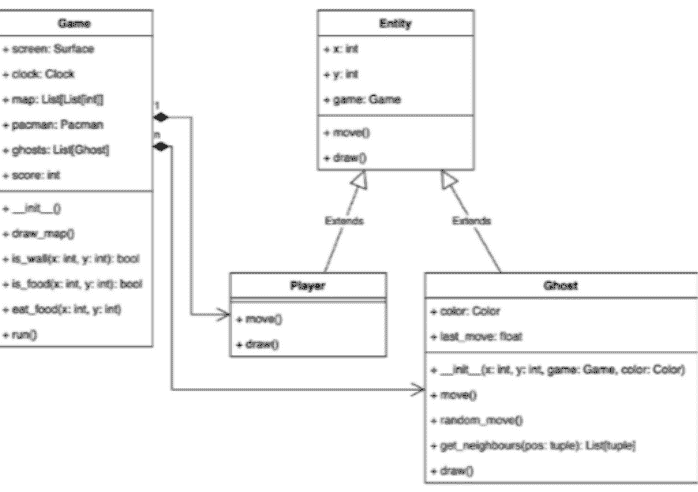 Game
+ screen: Surface
+ clock: Clock
+ map: List[List[int]]
+ pacman: Pacman
+ ghosts: List[Ghost]
+ score: int
+ __init__()
+ draw_map()
+ is_wall(x: int, y: int): bool
+ is_food(x: int, y: int): bool
+ eat_food(x: int, y: int)
+ run()
1
n
Entity
+ x: int
+ y: int
+ game: Game
+ move()
+ draw()
Extends
Extends
Player
+ move()
+ draw()
Ghost
+ color: Color
+ last_move: float
+ __init__(x: int, y: int, game: Game, color: Color)
+ move()
+ random_move()
+ get_neighbours(pos: tuple): List[tuple]
+ draw()